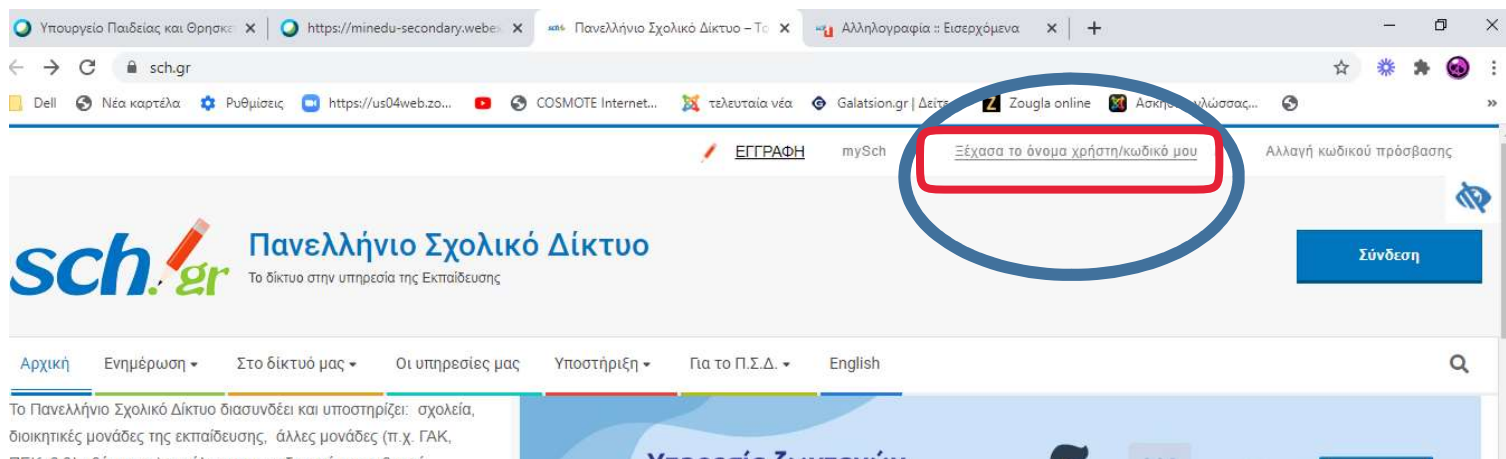 Υπουργείο Παιδείας και Θρησκε
https://minedu-secondary.webex
Πανελλήνιο Σχολικό Δίκτυο – Το
Αλληλογραφία :: Εισερχόμενα
sch.gr
Dell
Νέα καρτέλα
Ρυθμίσεις
https://us04web.zo...
COSMOTE Internet...
τελευταία νέα
Galatsion.gr | Δείτε
Zougla online
γλώσσας...
ΕΓΓΡΑΦΗ
mySch
Ξέχασα το όνομα χρήστη/κωδικό μου
Αλλαγή κωδικού πρόσβασης
sch.gr
Πανελλήνιο Σχολικό Δίκτυο
Το δίκτυο στην υπηρεσία της Εκπαίδευσης
Σύνδεση
Αρχική
Ενημέρωση
Στο δίκτυό μας
Οι υπηρεσίες μας
Υποστήριξη
Για το Π.Σ.Δ.
English
Το Πανελλήνιο Σχολικό Δίκτυο διασυνδέει και υποστηρίζει: σχολεία,
διοικητικές μονάδες της εκπαίδευσης, άλλες μονάδες (π.χ. ΓΑΚ,